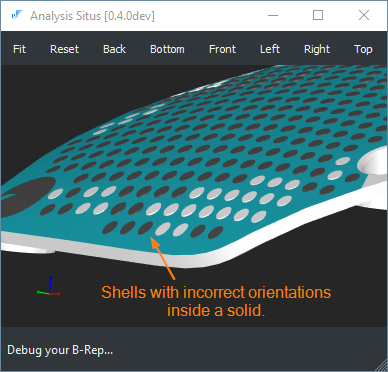 Analysis Situs [0.4.0dev]
Fit Reset Back Bottom Front Left Right Top
Shells with incorrect orientations
inside a solid.
Debug your B-Rep...